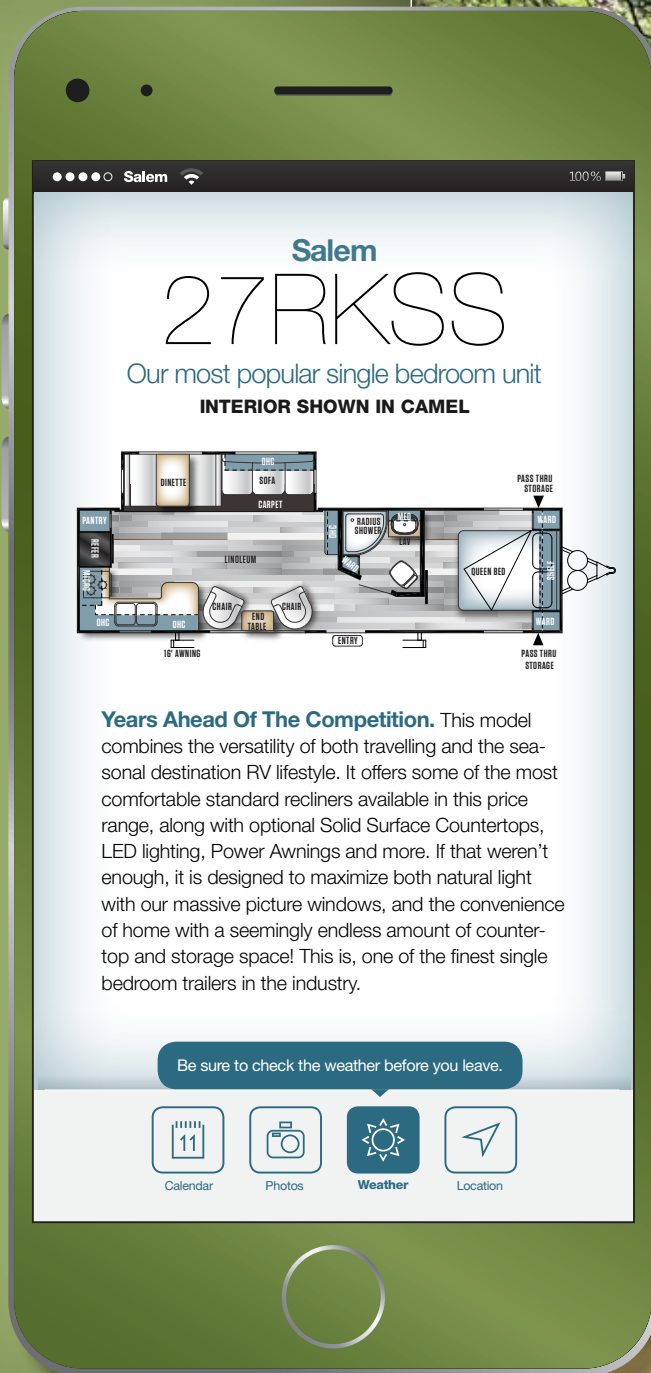 Salem
100%
Salem
27RKSS
Our most popular single bedroom unit
INTERIOR SHOWN IN CAMEL
OHC
DINETTE
SOFA
CARPET
PASS THRU
STORAGE
PANTRY
REFER
LINOLEUM
RADIUS
SHOWER
MED
LAV
WARD
QUEEN BED
CHAIR
END
TABLE
CHAIR
OHC
OHC
WARD
16' AWNING
ENTRY
PASS THRU
STORAGE
Years Ahead Of The Competition. This model
combines the versatility of both travelling and the sea-
sonal destination RV lifestyle. It offers some of the most
comfortable standard recliners available in this price
range, along with optional Solid Surface Countertops,
LED lighting, Power Awnings and more. If that weren't
enough, it is designed to maximize both natural light
with our massive picture windows, and the convenience
of home with a seemingly endless amount of counter-
top and storage space! This is, one of the finest single
bedroom trailers in the industry.
Be sure to check the weather before you leave.
11
Calendar
Photos
Weather
Location